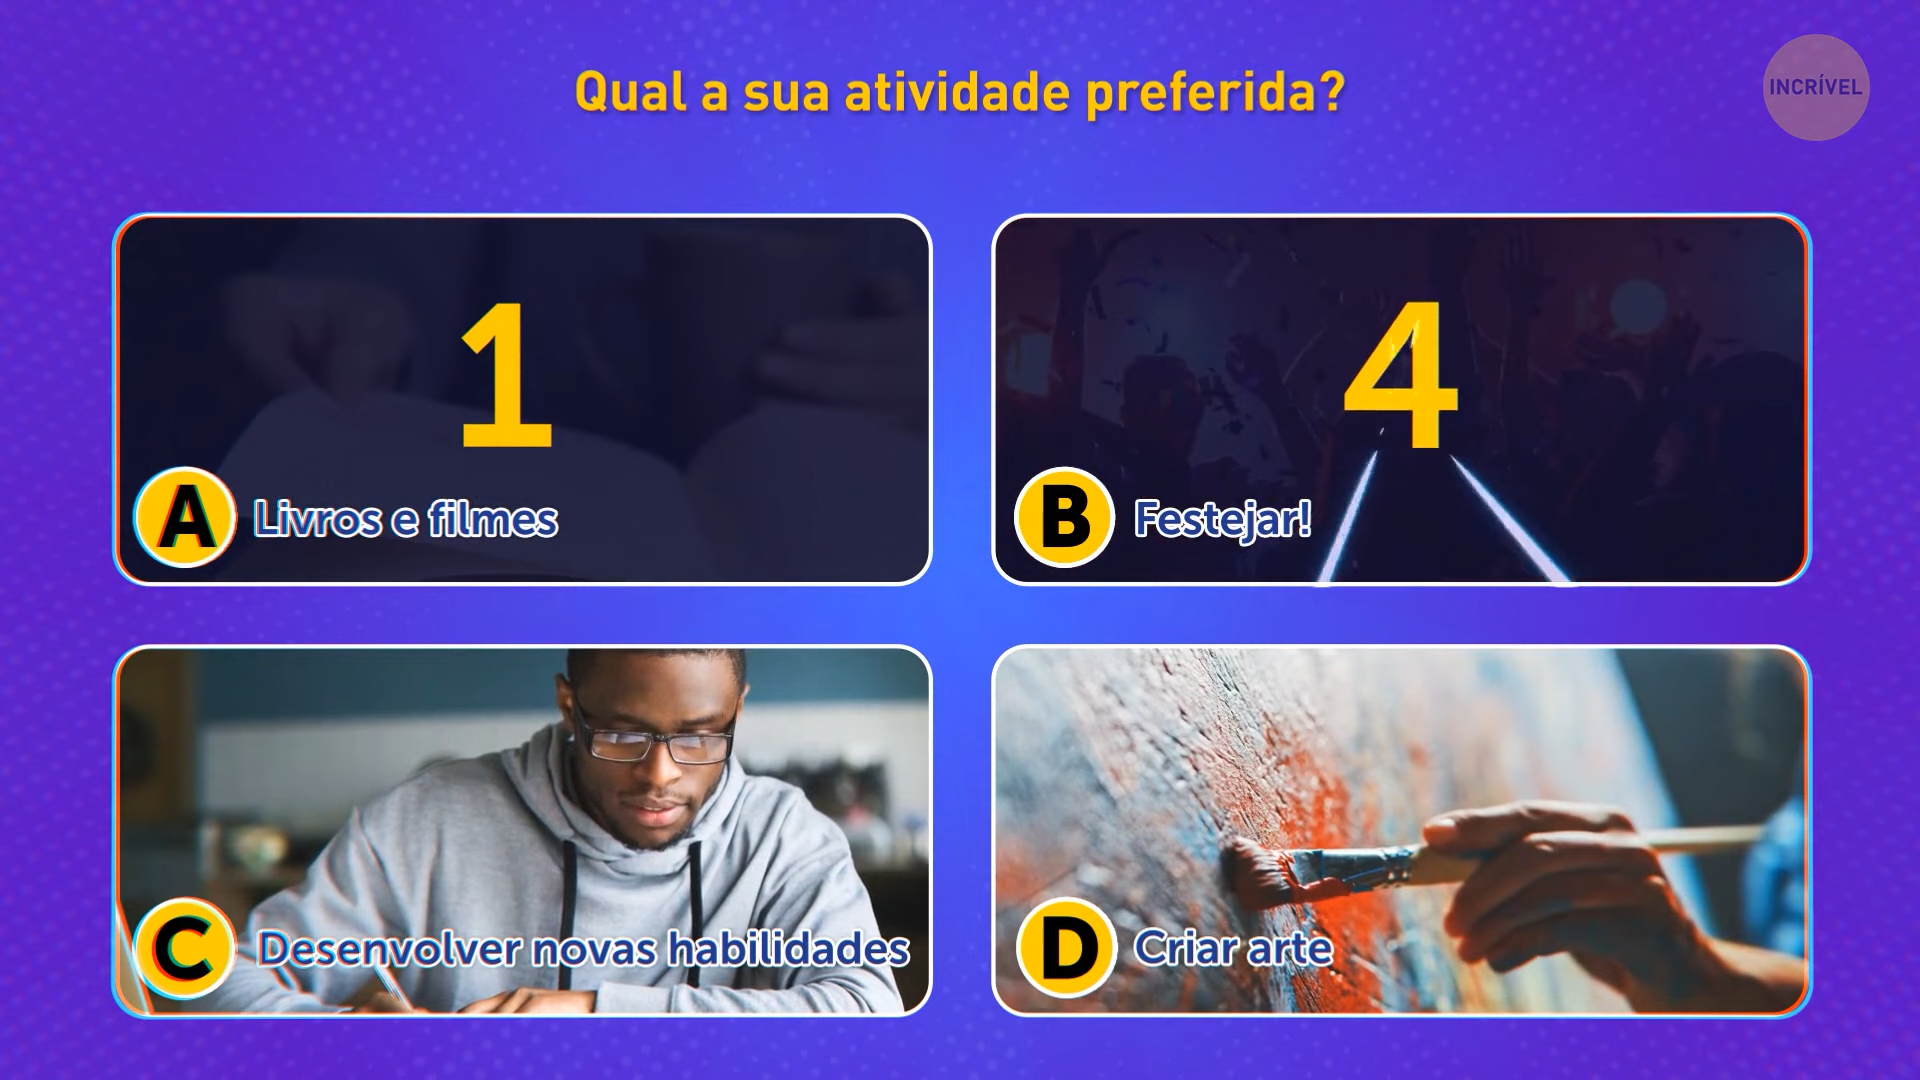 Qual a sua atividade preferida?
INCRÍVEL
1
4
A Livros e filmes
B Festejar!
C Desenvolver novas habilidades
D Criar arte